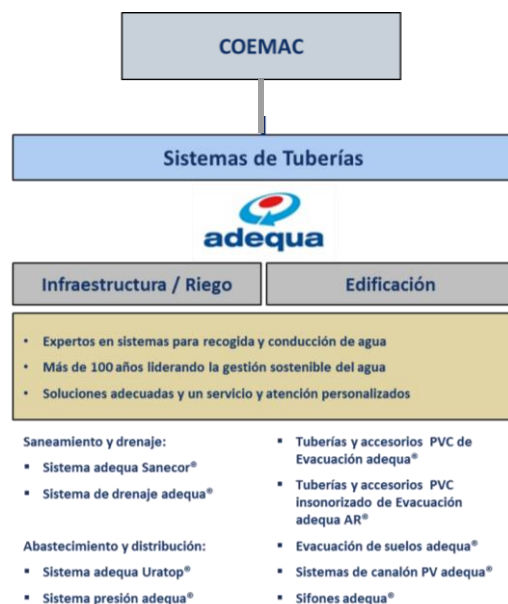 COEMAC
Sistemas de Tuberías
adequa
Infraestructura / Riego
Edificación
• Expertos en sistemas para recogida y conducción de agua
• Más de 100 años liderando la gestión sostenible del agua
• Soluciones adecuadas y un servicio y atención personalizados
Saneamiento y drenaje:
▪ Sistema adequa Sanecor®
▪ Sistema de drenaje adequa®
Abastecimiento y distribución:
▪ Sistema adequa Uratop®
▪ Sistema presión adequa®
▪ Tuberías y accesorios PVC de
Evacuación adequa®
▪ Tuberías y accesorios PVC
insonorizado de Evacuación
adequa AR®
▪ Evacuación de suelos adequa®
▪ Sistemas de canalón PV adequa®
▪ Sifones adequa®